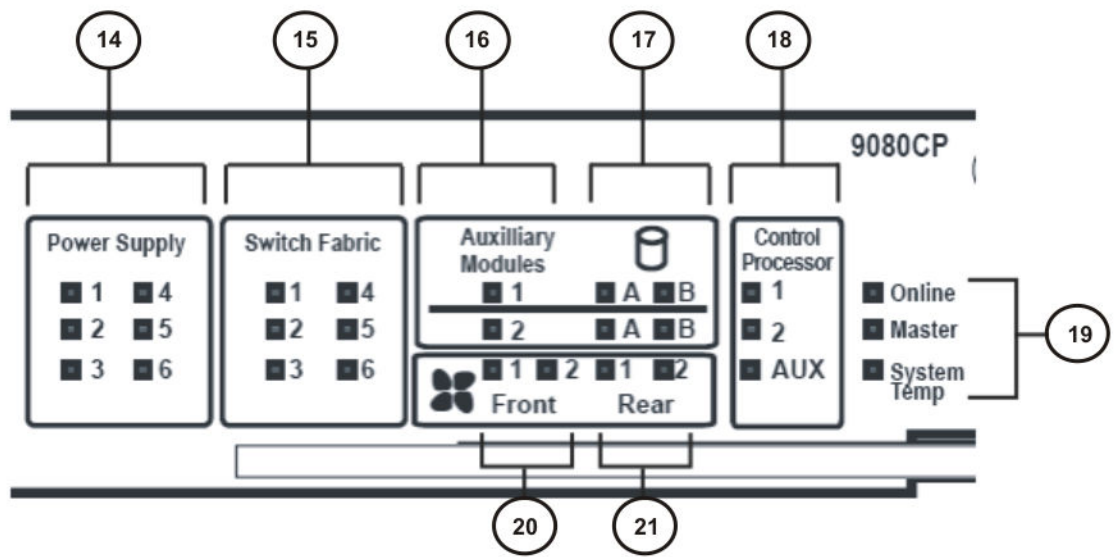 14 15 16 17 18
9080CP
Power Supply
1 4
2 5
3 6
Switch Fabric
1 4
2 5
3 6
Auxilliary
Modules
1 A B
2 A B
1 2 1 2
Front Rear
Control
Processor
1
2
AUX
Online
Master
System
Temp
19
20 21